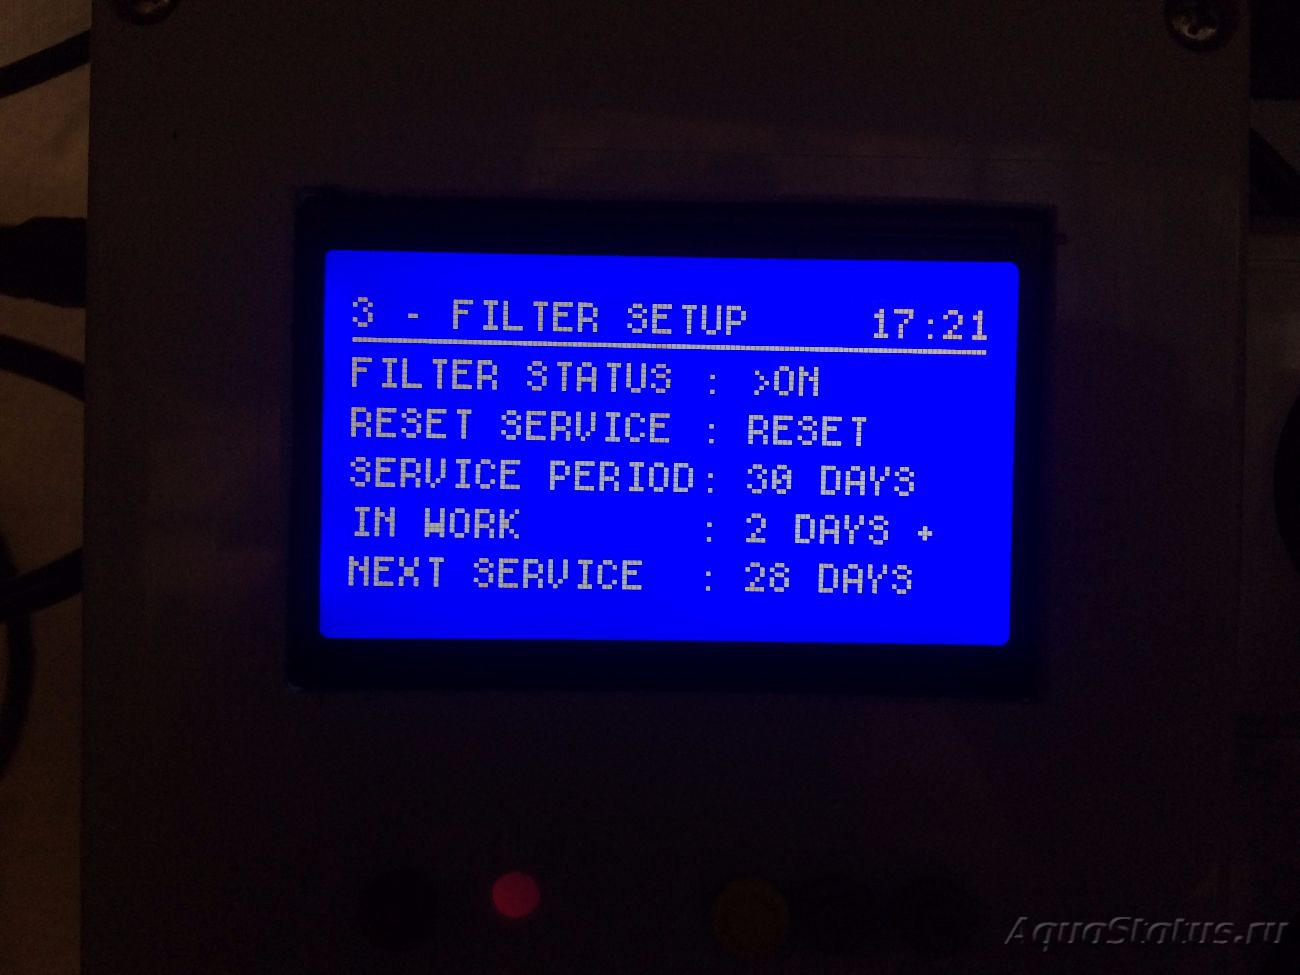 3 - FILTER SETUP 17:21
FILTER STATUS : >ON
RESET SERVICE : RESET
SERVICE PERIOD: 30 DAYS
IN WORK : 2 DAYS +
NEXT SERVICE : 28 DAYS
AquaStatus.ru